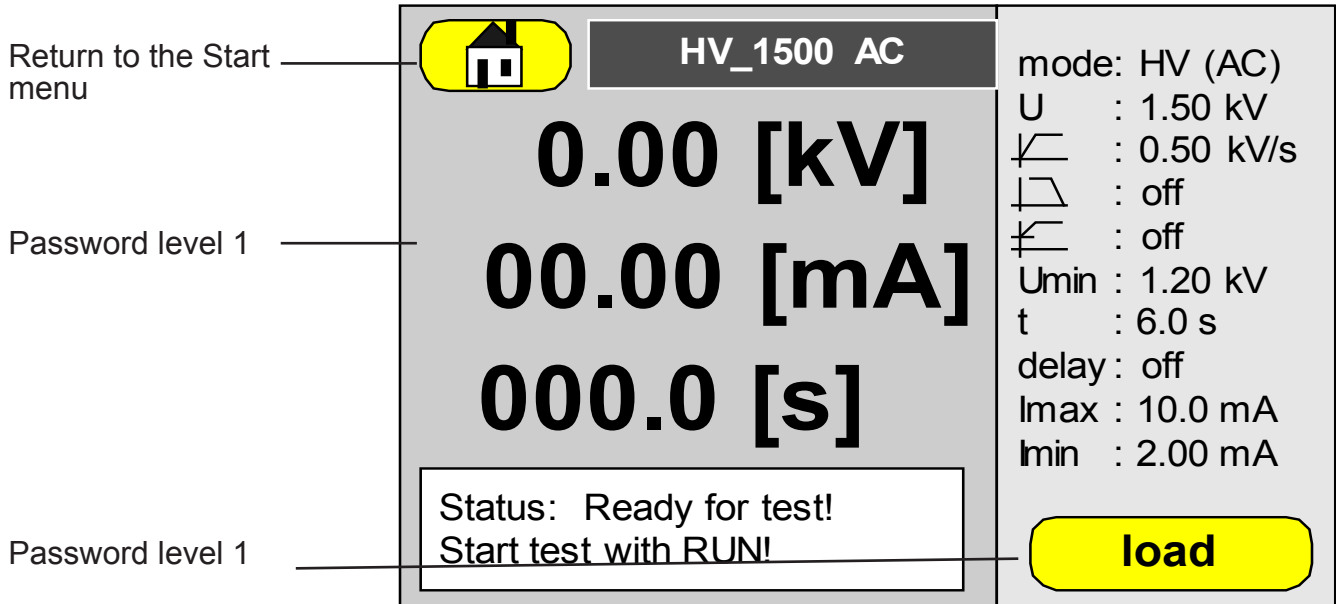 Return to the Start
menu
Password level 1
Password level 1
HV_1500 AC
0.00 [kV]
00.00 [mA]
000.0 [s]
Status: Ready for test!
Start test with RUN!
mode: HV (AC)
U : 1.50 kV
: 0.50 kV/s
: off
: off
Umin : 1.20 kV
t : 6.0 s
delay : off
Imax : 10.0 mA
Imin : 2.00 mA
load